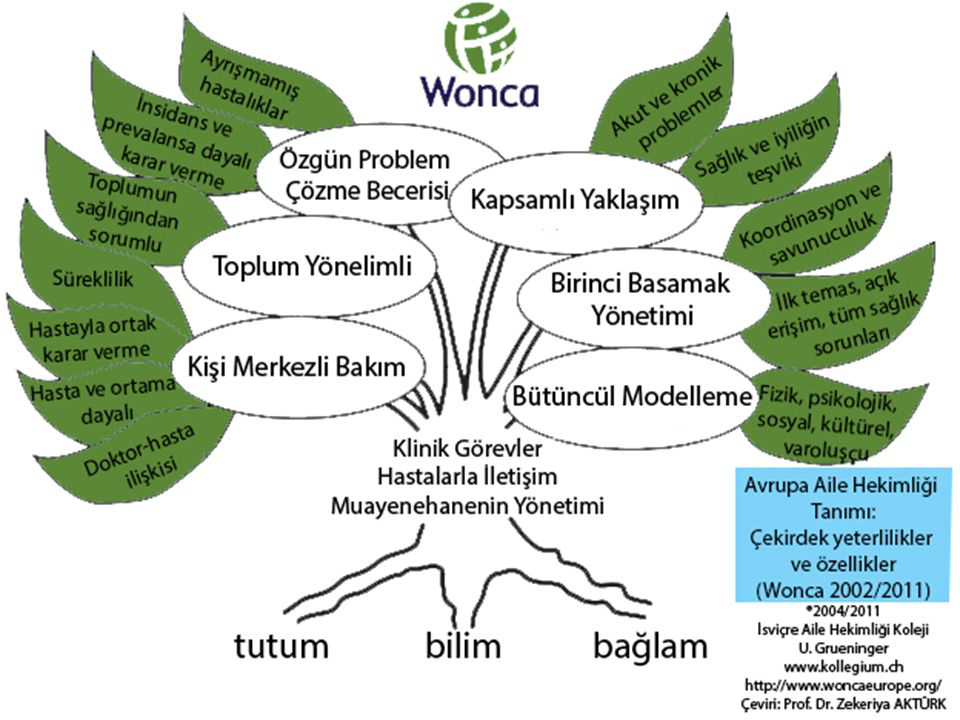 Wonca
Ayrışmamış
hastalıklar
İnsidans ve
prevalansa dayalı
karar verme
Toplumun
sağlığından
sorumlu
Süreklilik
Hastayla ortak
karar verme
Hasta ve ortama
dayalı
Doktor-hasta
ilişkisi
Özgün Problem
Çözme Becerisi
Toplum Yönelimli
Kişi Merkezli Bakım
Kapsamlı Yaklaşım
Birinci Basamak
Yönetimi
Bütüncül Modelleme
Akut ve kronik
problemler
Sağlık ve iyiliğin
teşviki
Koordinasyon ve
savunuculuk
İlk temas, açık
erişim, tüm sağlık
sorunları
Fizik, psikolojik,
sosyal, kültürel,
varoluşçu
Klinik Görevler
Hastalarla İletişim
Muayenehanenin Yönetimi
tutum
bilim
bağlam
Avrupa Aile Hekimliği
Tanımı:
Çekirdek yeterlilikler
ve özellikler
(Wonca 2002/2011)
*2004/2011
İsviçre Aile Hekimliği Koleji
U. Grueninger
www.kollegium.ch
http://www.woncaeurope.org/
Çeviri: Prof. Dr. Zekeriya AKTÜRK